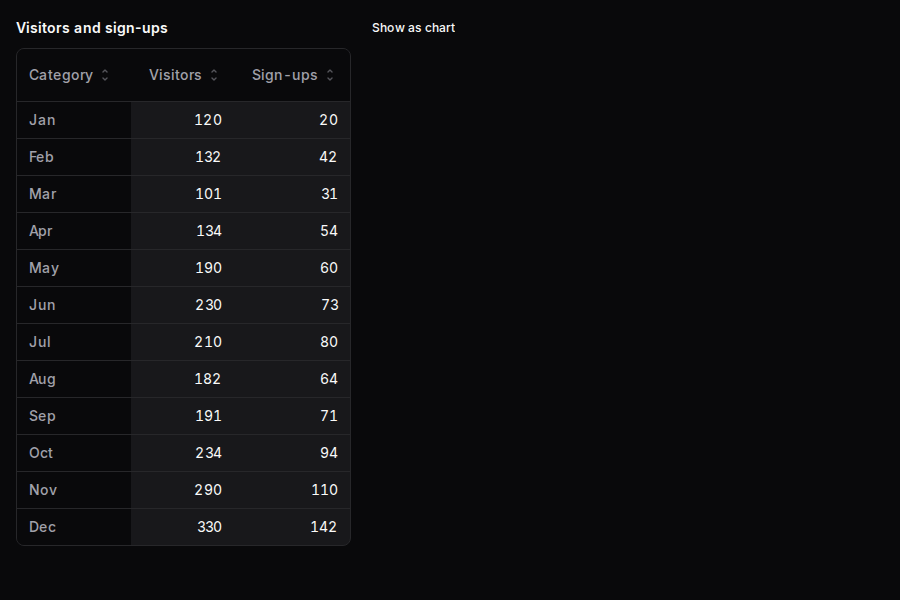 Visitors and sign-ups
Show as chart
Category Visitors Sign-ups
Jan 120 20
Feb 132 42
Mar 101 31
Apr 134 54
May 190 60
Jun 230 73
Jul 210 80
Aug 182 64
Sep 191 71
Oct 234 94
Nov 290 110
Dec 330 142